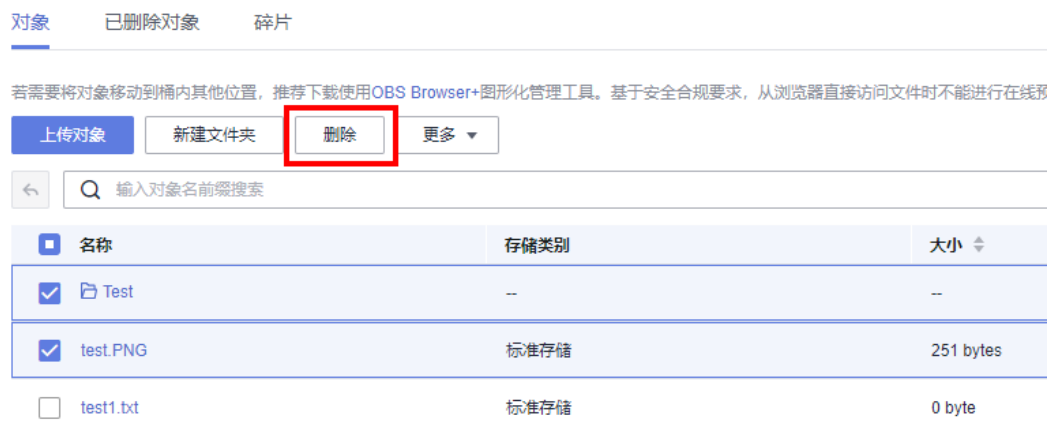 对象 已删除对象 碎片
若需要将对象移动到桶内其他位置，推荐下载使用OBS Browser+图形化管理工具。基于安全合规要求，从浏览器直接访问文件时不能进行在线预
上传对象 新建文件夹 删除 更多
输入对象名前缀搜索
名称 存储类别 大小
Test -- --
test.PNG 标准存储 251 bytes
test1.txt 标准存储 0 byte